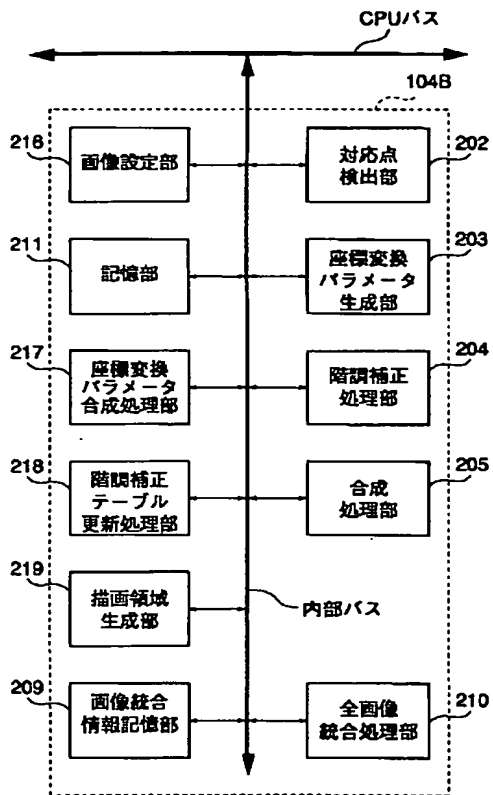 CPUバス
104B
216
画像設定部
対応点
検出部
202
211
記憶部
座標変換
パラメータ
生成部
203
217
座標変換
パラメータ
合成処理部
階調補正
処理部
204
218
階調補正
テーブル
更新処理部
合成
処理部
205
219
描画領域
生成部
内部バス
209
画像統合
情報記憶部
全画像
統合処理部
210